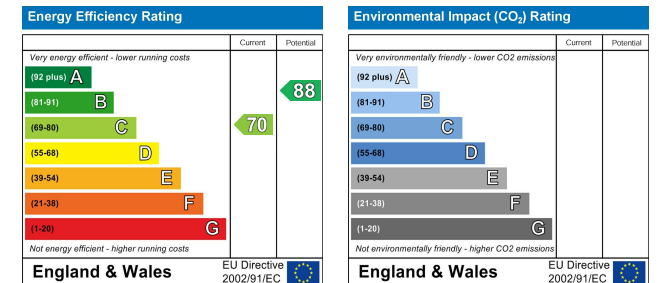 Energy Efficiency Rating
Current Potential
Very energy efficient - lower running costs
(92 plus) A
(81-91) B
(69-80) C
(55-68) D
(39-54) E
(21-38) F
(1-20) G
88
70
Not energy efficient - higher running costs
England & Wales
EU Directive
2002/91/EC
Environmental Impact (CO2) Rating
Current Potential
Very environmentally friendly - lower CO2 emissions
(92 plus) A
(81-91) B
(69-80) C
(55-68) D
(39-54) E
(21-38) F
(1-20) G
Not environmentally friendly - higher CO2 emissions
England & Wales
EU Directive
2002/91/EC